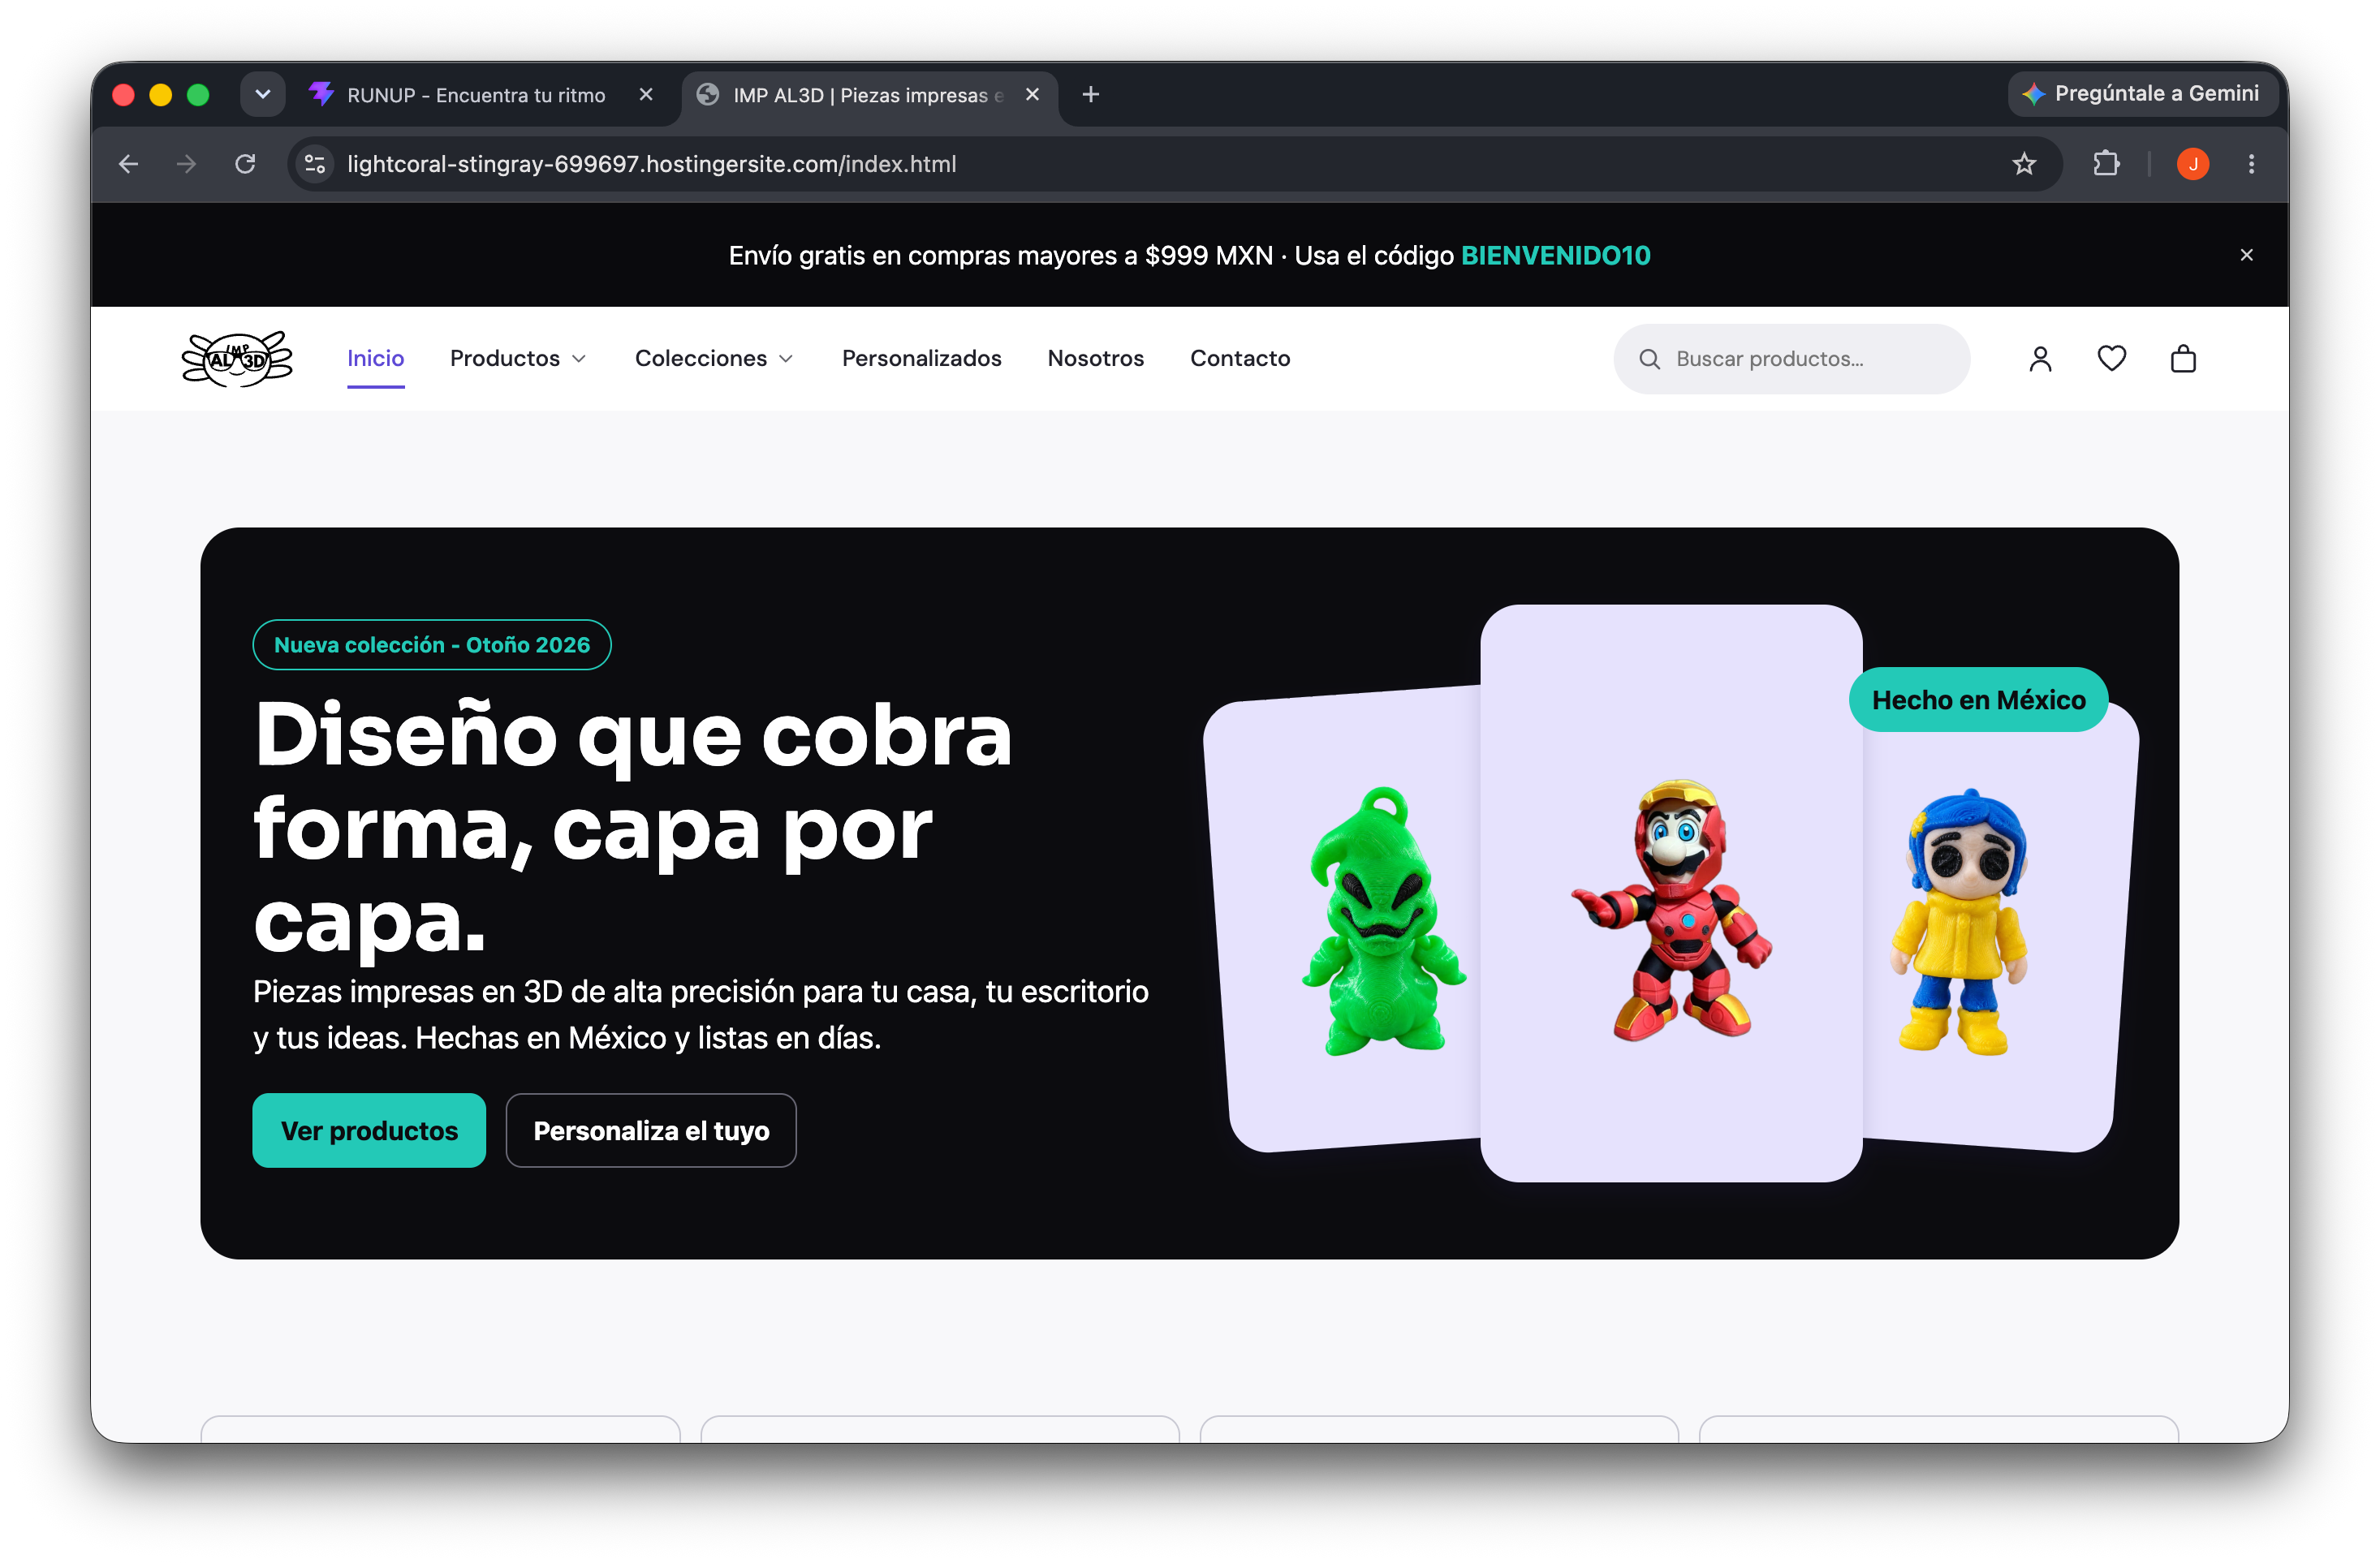 RUNUP - Encuentra tu ritmo
IMP AL3D | Piezas impresas e
Pregúntale a Gemini
lightcoral-stingray-699697.hostingersite.com/index.html
J
Envío gratis en compras mayores a $999 MXN · Usa el código BIENVENIDO10
IMP
AL 3D
Inicio
Productos
Colecciones
Personalizados
Nosotros
Contacto
Buscar productos...
Nueva colección - Otoño 2026
Diseño que cobra
forma, capa por
capa.
Piezas impresas en 3D de alta precisión para tu casa, tu escritorio
y tus ideas. Hechas en México y listas en días.
Ver productos
Personaliza el tuyo
Hecho en México